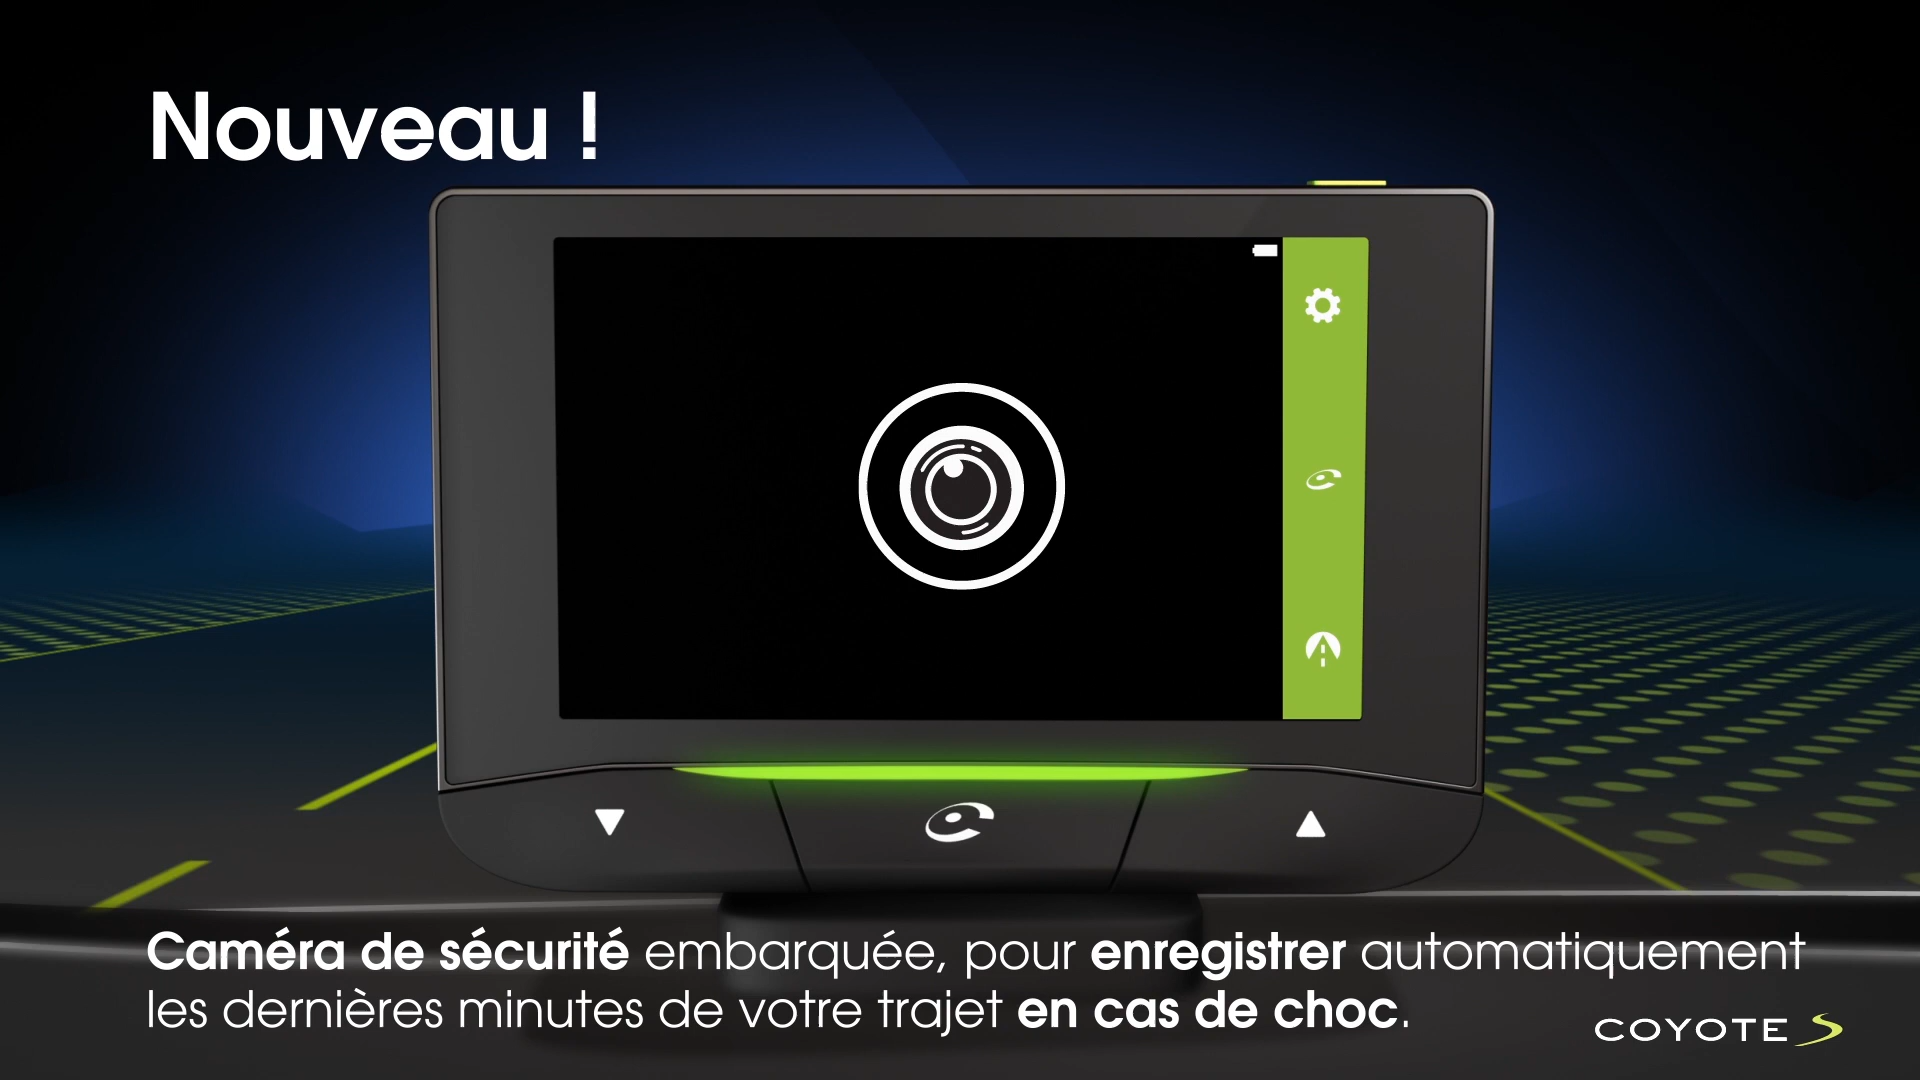 Nouveau !
Caméra de sécurité embarquée, pour enregistrer automatiquement
les dernières minutes de votre trajet en cas de choc.
COYOTE S